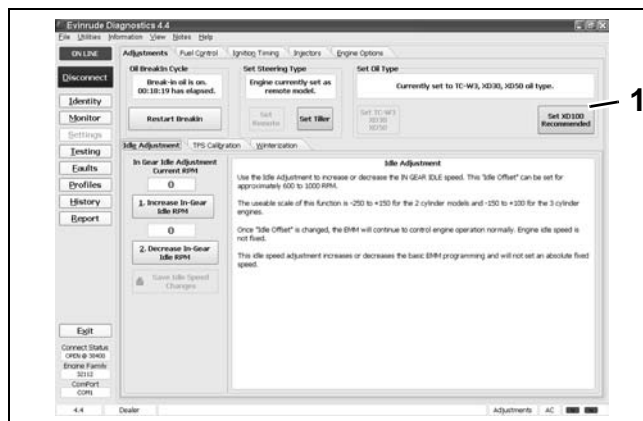 Evinrude Diagnostics 4.4
File Utilities Information View Notes Help
ON LINE
Disconnect
Identity
Monitor
Settings
Testing
Faults
Profiles
History
Report
Exit
Connect Status
OPEN @ 38400
Engine Family
32112
ComPort
COM1
Adjustments Fuel Control Ignition Timing Injectors Engine Options
Oil Breakin Cycle
Break-in oil is on.
00:18:19 has elapsed.
Restart Breakin
Set Steering Type
Engine currently set as
remote model.
Set
Remote
Set Tiller
Set Oil Type
Currently set to TC-W3, XD30, XD50 oil type.
Set TC-W3
XD30
XD50
Set XD100
Recommended
1
Idle Adjustment TPS Calibration Winterization
In Gear Idle Adjustment
Current RPM
0
1. Increase In-Gear
Idle RPM
0
2. Decrease In-Gear
Idle RPM
Save Idle Speed
Changes
Idle Adjustment
Use the Idle Adjustment to increase or decrease the IN GEAR IDLE speed. This "Idle Offset" can be set for
approximately 600 to 1000 RPM.
The useable scale of this function is -250 to +150 for the 2 cylinder models and -150 to +100 for the 3 cylinder
engines.
Once "Idle Offset" is changed, the EMM will continue to control engine operation normally. Engine idle speed is
not fixed.
This idle speed adjustment increases or decreases the basic EMM programming and will not set an absolute fixed
speed.
4.4 Dealer Adjustments AC